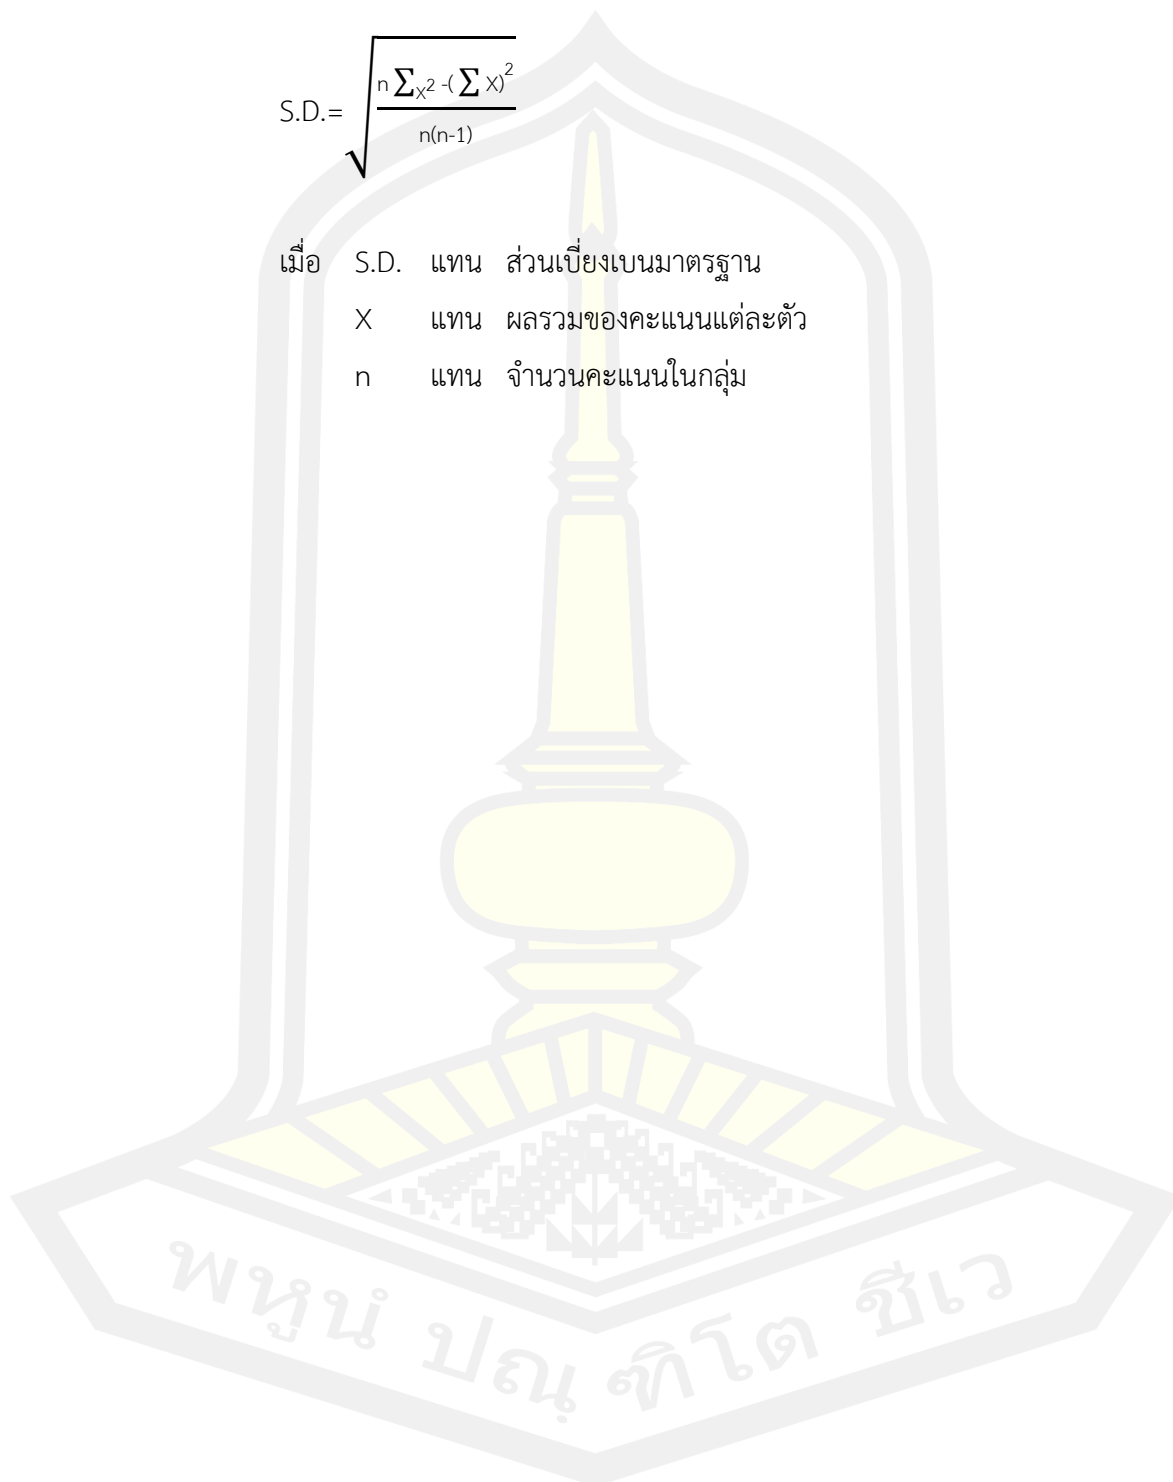 S.D.= √ n ∑X² -( ∑ X)² / n(n-1)
เมื่อ S.D. แทน ส่วนเบี่ยงเบนมาตรฐาน
X แทน ผลรวมของคะแนนแต่ละตัว
n แทน จำนวนคะแนนในกลุ่ม
พหูนํ ปณฺ ฑิโต ชีเว